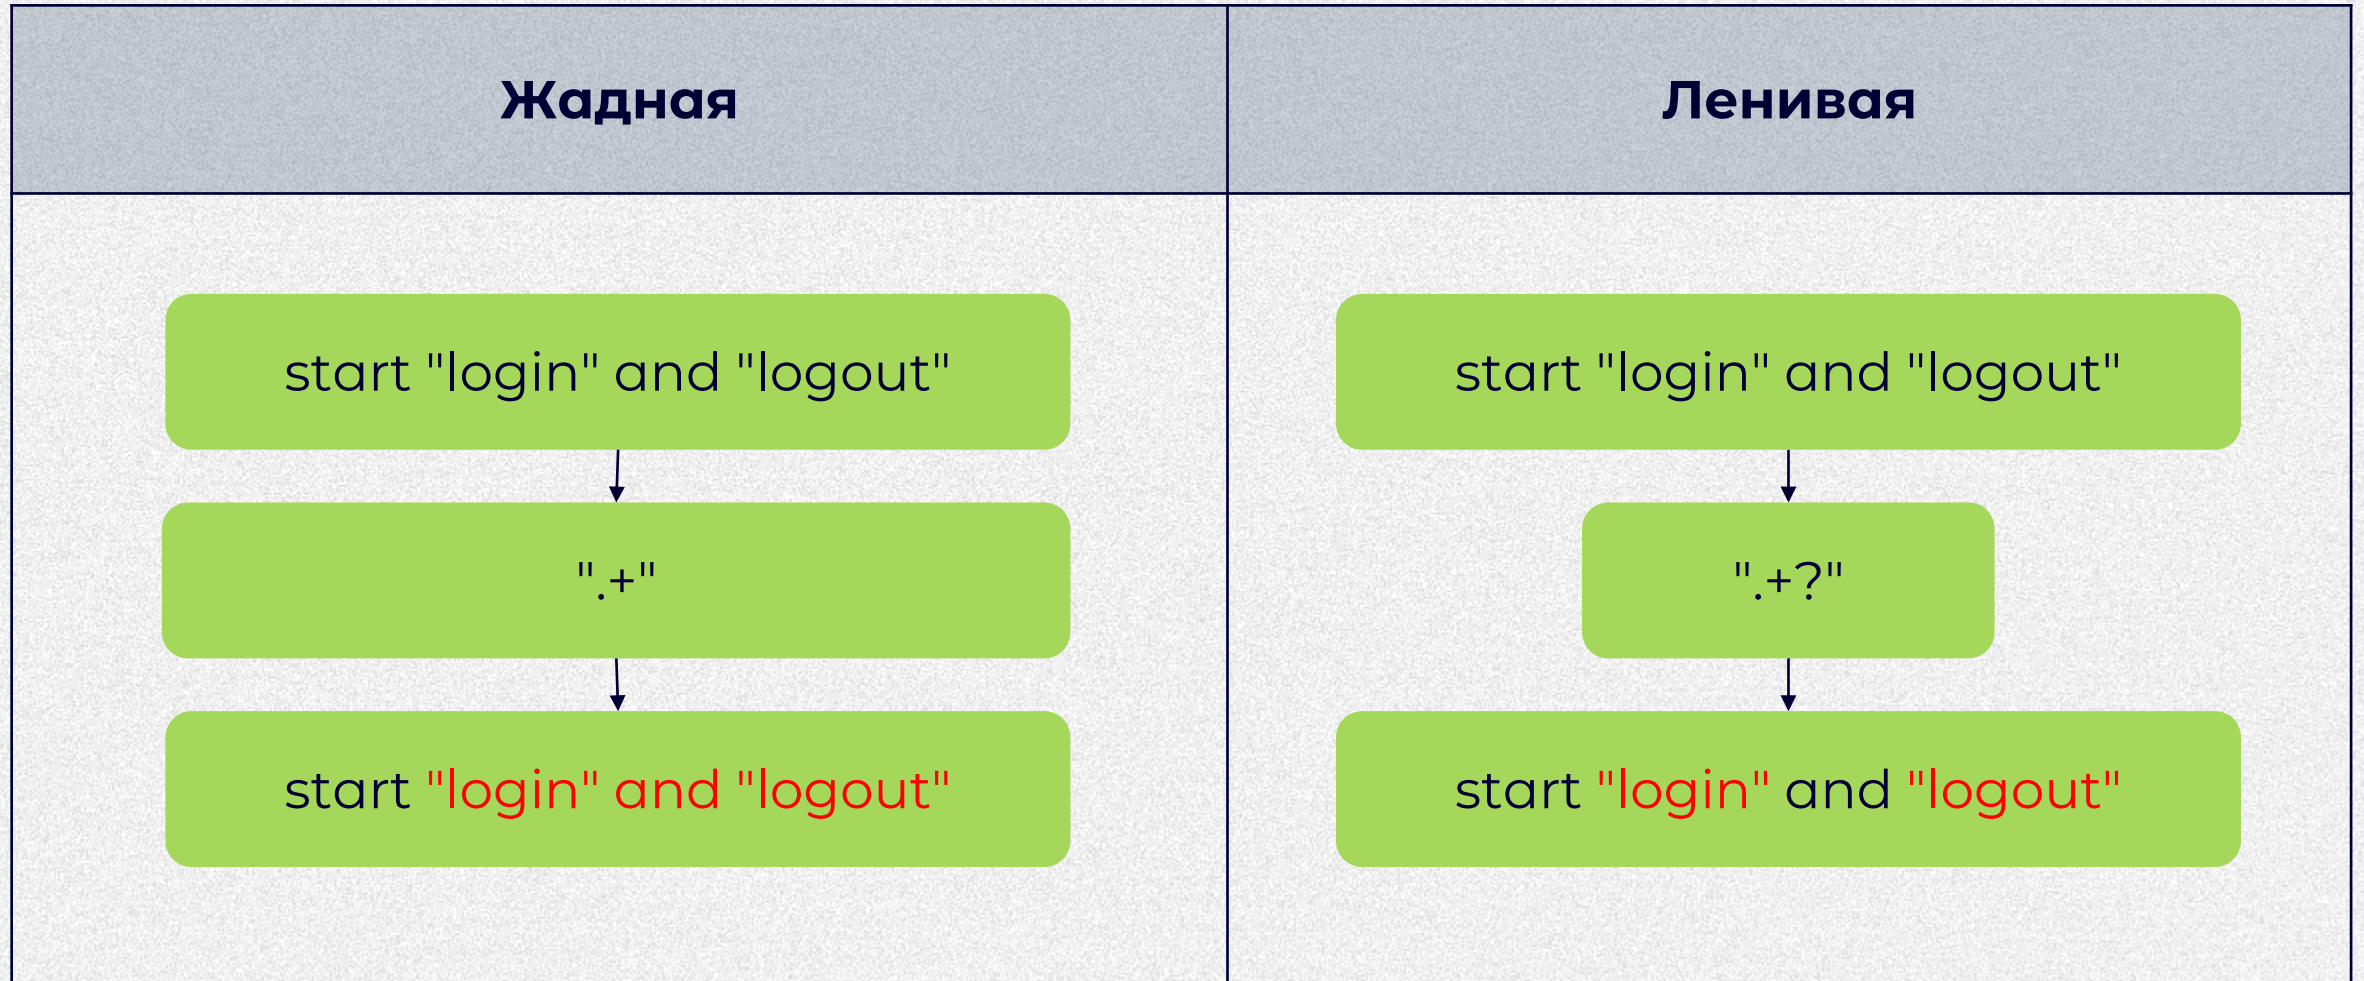 Жадная
Ленивая
start "login" and "logout"
start "login" and "logout"
".+"
".+?"
start "login" and "logout"
start "login" and "logout"